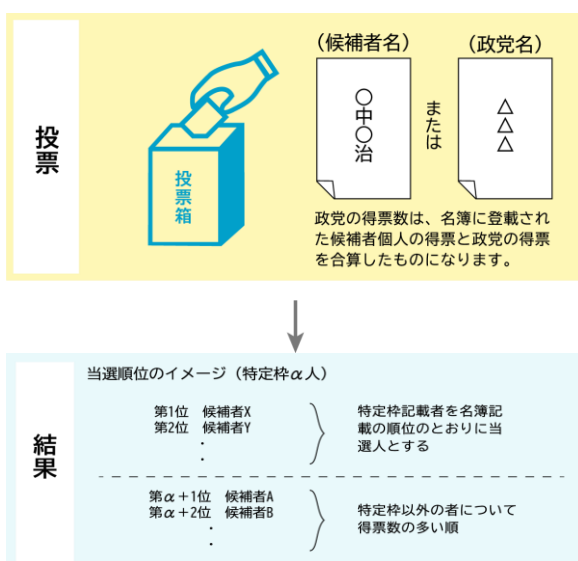 投票
投票箱
（候補者名）
〇中〇治
または
（政党名）
△△△
政党の得票数は、名簿に登載され
た候補者個人の得票と政党の得票
を合算したものになります。
結果
当選順位のイメージ（特定枠α人）
第1位　候補者X
第2位　候補者Y
・
・
特定枠記載者を名簿記
載の順位のとおりに当
選人とする
第α＋1位　候補者A
第α＋2位　候補者B
・
・
特定枠以外の者について
得票数の多い順